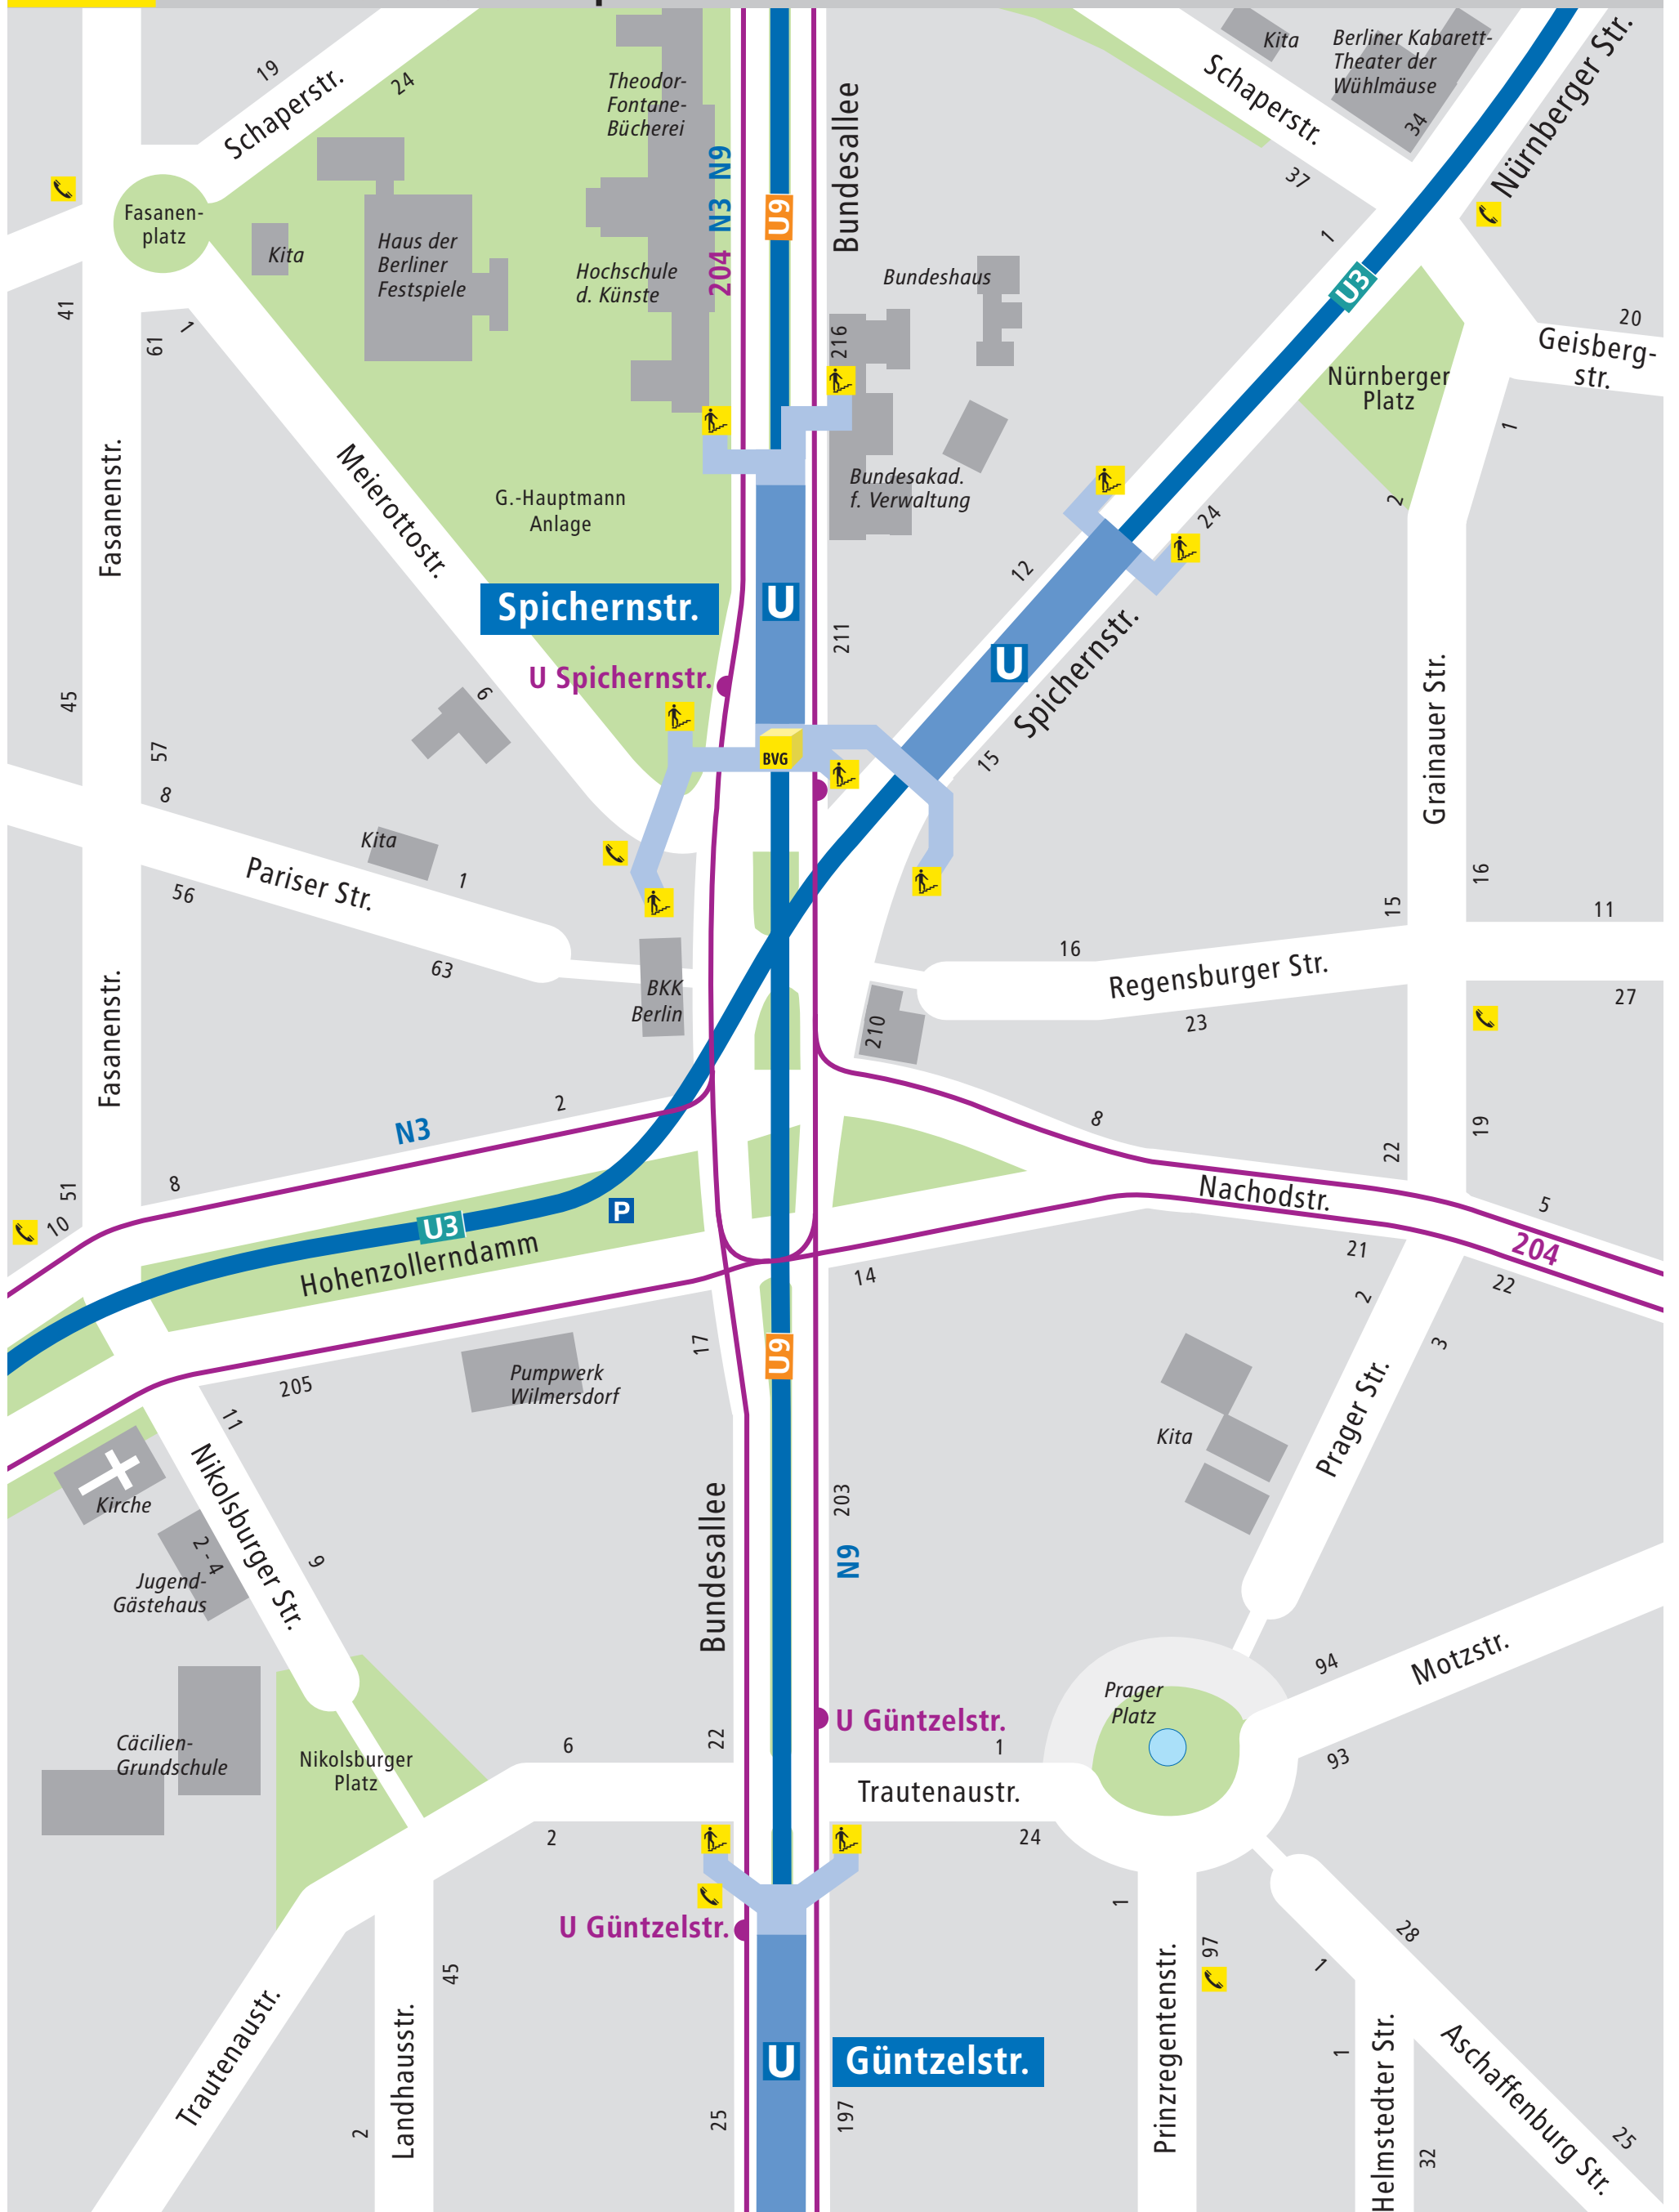 19
Schaperstr.
24
Theodor-
Fontane-
Bücherei
204 N3 N9
U9
Bundesallee
Kita
Berliner Kabarett-
Theater der
Wühlmäuse
34
Nürnberger Str.
Schaperstr.
37
1
U3
Fasanen-
platz
Kita
Haus der
Berliner
Festspiele
Hochschule
d. Künste
Bundeshaus
216
41
61
1
20
Geisberg-
str.
Nürnberger
Platz
1
2
Fasanenstr.
Meierottostr.
G.-Hauptmann
Anlage
Bundesakad.
f. Verwaltung
24
12
Spichernstr.
U
211
U
Spichernstr.
15
U Spichernstr.
6
45
57
BVG
Grainauer Str.
8
Kita
1
Pariser Str.
56
63
16
15
11
16
Regensburger Str.
23
27
BKK
Berlin
210
Fasanenstr.
2
N3
8
51
10
8
22
19
U3
P
Hohenzollerndamm
Nachodstr.
5
204
21
22
14
2
3
17
U9
205
Pumpwerk
Wilmersdorf
11
Nikolsburger Str.
Kirche
2 - 4
9
Jugend-
Gästehaus
Kita
Prager Str.
Bundesallee
203
N9
94
Motzstr.
93
Prager
Platz
Cäcilien-
Grundschule
Nikolsburger
Platz
6
22
U Güntzelstr.
1
Trautenaustr.
2
24
U Güntzelstr.
1
97
28
1
45
Trautenaustr.
Landhausstr.
2
U
Güntzelstr.
25
197
Prinzregentenstr.
1
Helmstedter Str.
32
Aschaffenburg Str.
25